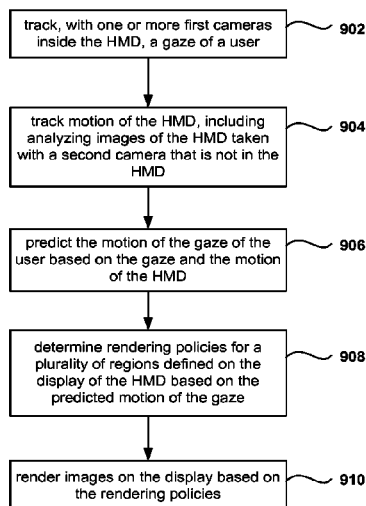 track, with one or more first cameras
inside the HMD, a gaze of a user
902
track motion of the HMD, including
analyzing images of the HMD taken
with a second camera that is not in the
HMD
904
predict the motion of the gaze of the
user based on the gaze and the motion
of the HMD
906
determine rendering policies for a
plurality of regions defined on the
display of the HMD based on the
predicted motion of the gaze
908
render images on the display based on
the rendering policies
910